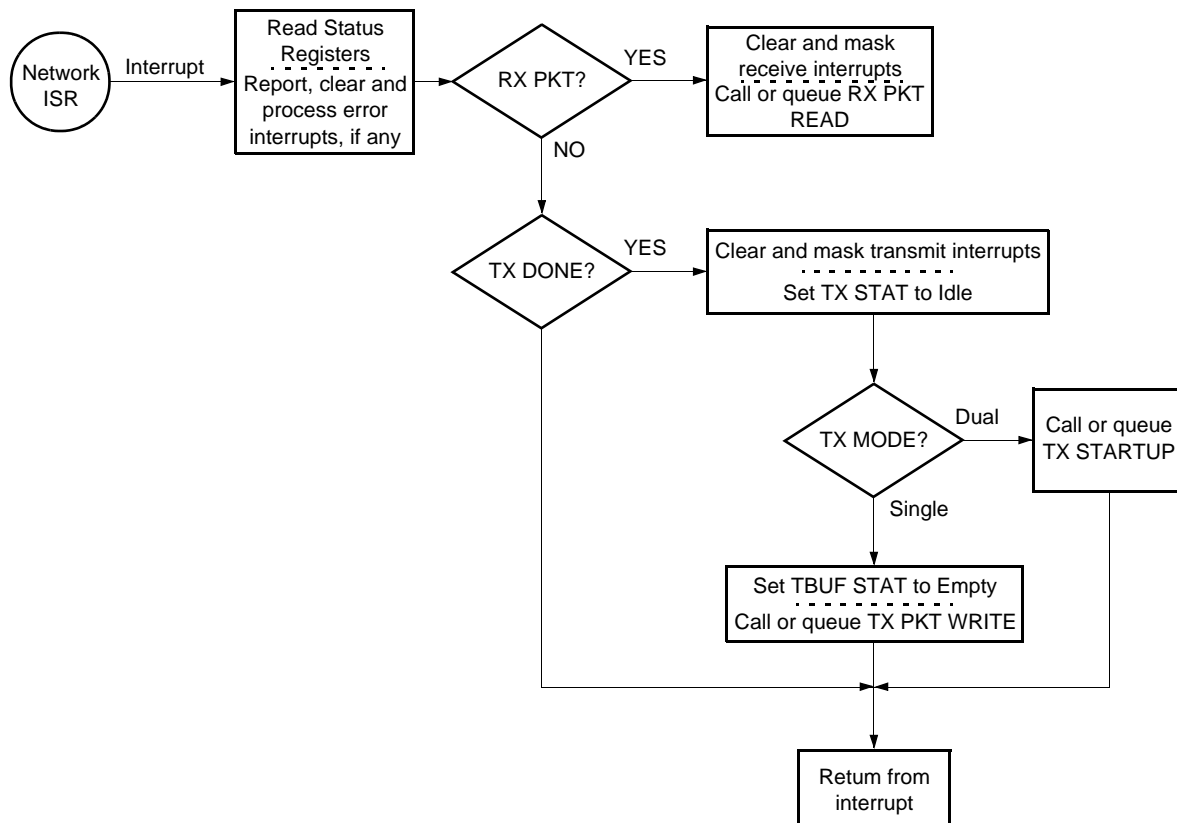 Network
ISR
Interrupt
Read Status
Registers
Report, clear and
process error
interrupts, if any
RX PKT?
YES
Clear and mask
receive interrupts
Call or queue RX PKT
READ
NO
TX DONE?
YES
Clear and mask transmit interrupts
Set TX STAT to Idle
TX MODE?
Dual
Call or queue
TX STARTUP
Single
Set TBUF STAT to Empty
Call or queue TX PKT WRITE
Retum from
interrupt